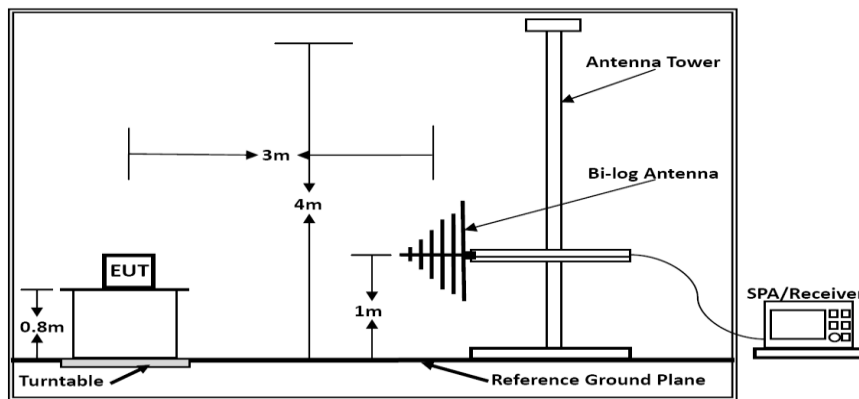 Antenna Tower
3m
Bi-log Antenna
4m
EUT
SPA/Receiver
0.8m
1m
Turntable
Reference Ground Plane